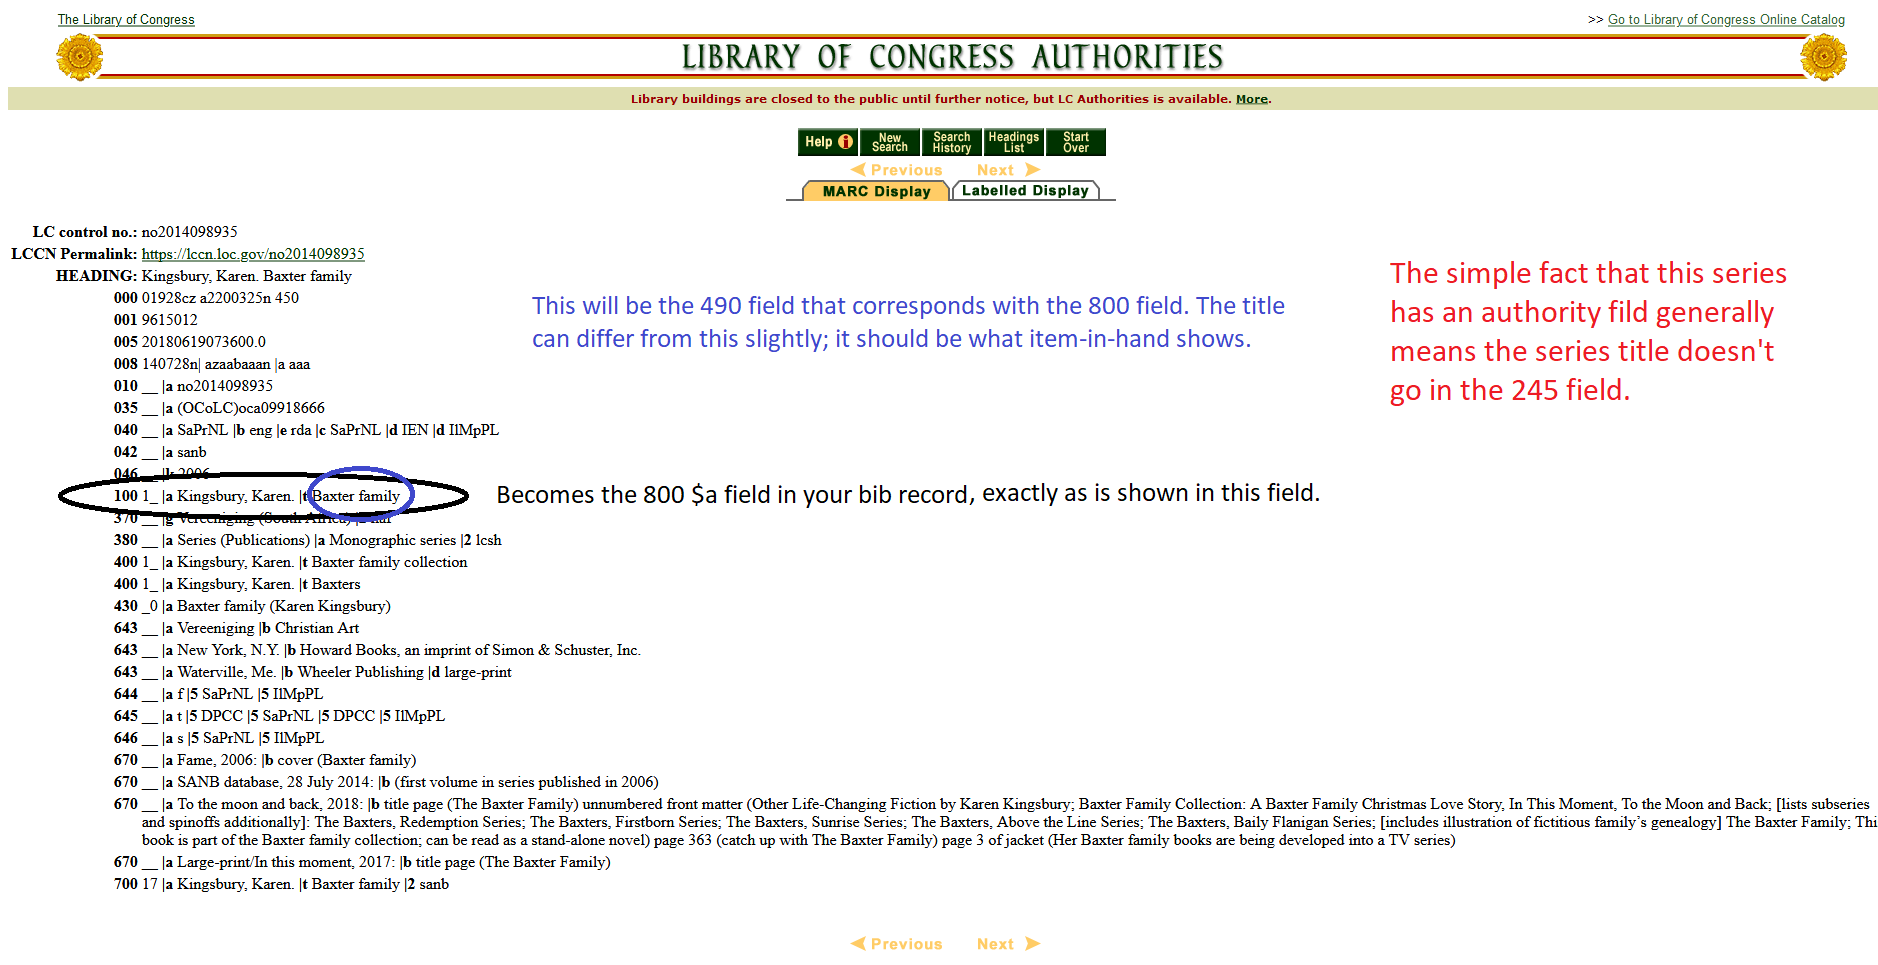 The Library of Congress
>> Go to Library of Congress Online Catalog
LIBRARY OF CONGRESS AUTHORITIES
Library buildings are closed to the public until further notice, but LC Authorities is available. More.
Help i
New Search
Search History
Headings List
Start Over
Previous Next
MARC Display Labelled Display
LC control no.: no2014098935
LCCN Permalink: https://lccn.loc.gov/no2014098935
HEADING: Kingsbury, Karen. Baxter family
000 01928cz a2200325n 450
001 9615012
005 20180619073600.0
008 140728n| azaabaaan |a aaa
010 __ |a no2014098935
035 __ |a (OCoLC)oca09918666
040 __ |a SaPrNL |b eng |e rda |c SaPrNL |d IEN |d IlMpPL
042 __ |a sanb
046 __ |k 2006
100 1_ |a Kingsbury, Karen. |t Baxter family
370 __ |g Vereeniging (South Africa) |2 naf
380 __ |a Series (Publications) |a Monographic series |2 lcsh
400 1_ |a Kingsbury, Karen. |t Baxter family collection
400 1_ |a Kingsbury, Karen. |t Baxters
430 _0 |a Baxter family (Karen Kingsbury)
643 __ |a Vereeniging |b Christian Art
643 __ |a New York, N.Y. |b Howard Books, an imprint of Simon & Schuster, Inc.
643 __ |a Waterville, Me. |b Wheeler Publishing |d large-print
644 __ |a f |5 SaPrNL |5 IlMpPL
645 __ |a t |5 DPCC |5 SaPrNL |5 DPCC |5 IlMpPL
646 __ |a s |5 SaPrNL |5 IlMpPL
670 __ |a Fame, 2006: |b cover (Baxter family)
670 __ |a SANB database, 28 July 2014: |b (first volume in series published in 2006)
670 __ |a To the moon and back, 2018: |b title page (The Baxter Family) unnumbered front matter (Other Life-Changing Fiction by Karen Kingsbury; Baxter Family Collection: A Baxter Family Christmas Love Story, In This Moment, To the Moon and Back; [lists subseries
and spinoffs additionally]: The Baxters, Redemption Series; The Baxters, Firstborn Series; The Baxters, Sunrise Series; The Baxters, Above the Line Series; The Baxters, Baily Flanigan Series; [includes illustration of fictitious family's genealogy] The Baxter Family; Thi
book is part of the Baxter family collection; can be read as a stand-alone novel) page 363 (catch up with The Baxter Family) page 3 of jacket (Her Baxter family books are being developed into a TV series)
670 __ |a Large-print/In this moment, 2017: |b title page (The Baxter Family)
700 17 |a Kingsbury, Karen. |t Baxter family |2 sanb
This will be the 490 field that corresponds with the 800 field. The title
can differ from this slightly; it should be what item-in-hand shows.
The simple fact that this series
has an authority fild generally
means the series title doesn't
go in the 245 field.
Becomes the 800 $a field in your bib record, exactly as is shown in this field.
Previous Next